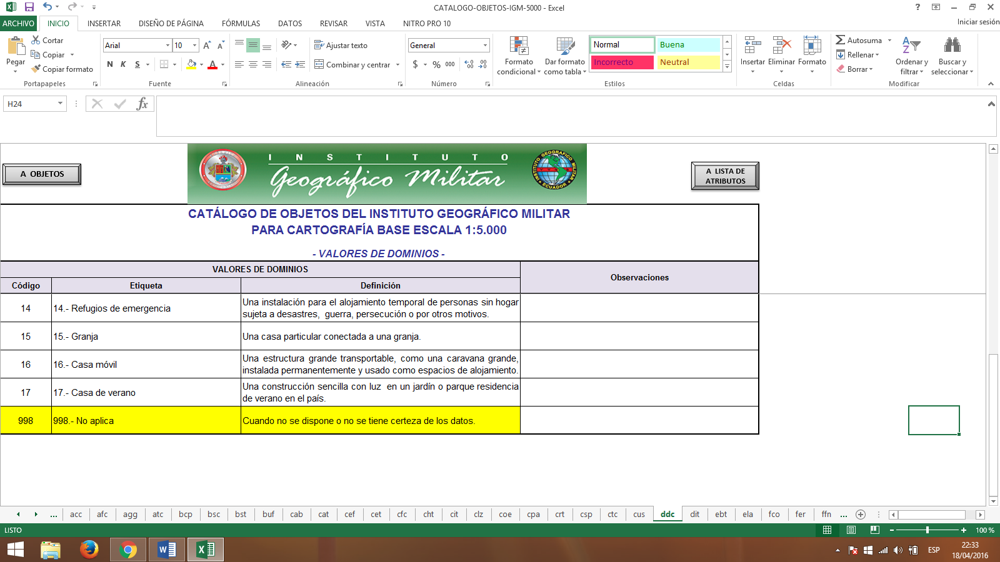 CATALOGO-OBJETOS-IGM-5000 - Excel
?
ARCHIVO INICIO INSERTAR DISEÑO DE PÁGINA FÓRMULAS DATOS REVISAR VISTA NITRO PRO 10 Iniciar sesión
Pegar
Cortar
Copiar
Copiar formato
Portapapeles
Arial 10
N K S
Fuente
Ajustar texto
Combinar y centrar
Alineación
General
$ % 000
Número
Formato condicional
Dar formato como tabla
Normal Buena
Incorrecto Neutral
Estilos
Insertar Eliminar Formato
Celdas
Autosuma
Rellenar
Borrar
Ordenar y filtrar
Buscar y seleccionar
Modificar
H24
fx
A OBJETOS
INSTITUTO
Geográfico Militar
INSTITUTO GEOGRAFICO MILITAR
ECUADOR
A LISTA DE
ATRIBUTOS
CATÁLOGO DE OBJETOS DEL INSTITUTO GEOGRÁFICO MILITAR
PARA CARTOGRAFÍA BASE ESCALA 1:5.000
- VALORES DE DOMINIOS -
VALORES DE DOMINIOS
Observaciones
Código Etiqueta Definición
14 14.- Refugios de emergencia Una instalación para el alojamiento temporal de personas sin hogar
sujeta a desastres, guerra, persecución o por otros motivos.
15 15.- Granja Una casa particular conectada a una granja.
16 16.- Casa móvil Una estructura grande transportable, como una caravana grande,
instalada permanentemente y usado como espacios de alojamiento.
17 17.- Casa de verano Una construcción sencilla con luz en un jardín o parque residencia
de verano en el país.
998 998.- No aplica Cuando no se dispone o no se tiene certeza de los datos.
... acc afc agg atc bcp bsc bst buf cab cat cef cet cfc cht cit clz coe cpa crt csp ctc cus ddc dit ebt ela fco fer ffn ...
LISTO
100 %
ESP
22:33
18/04/2016